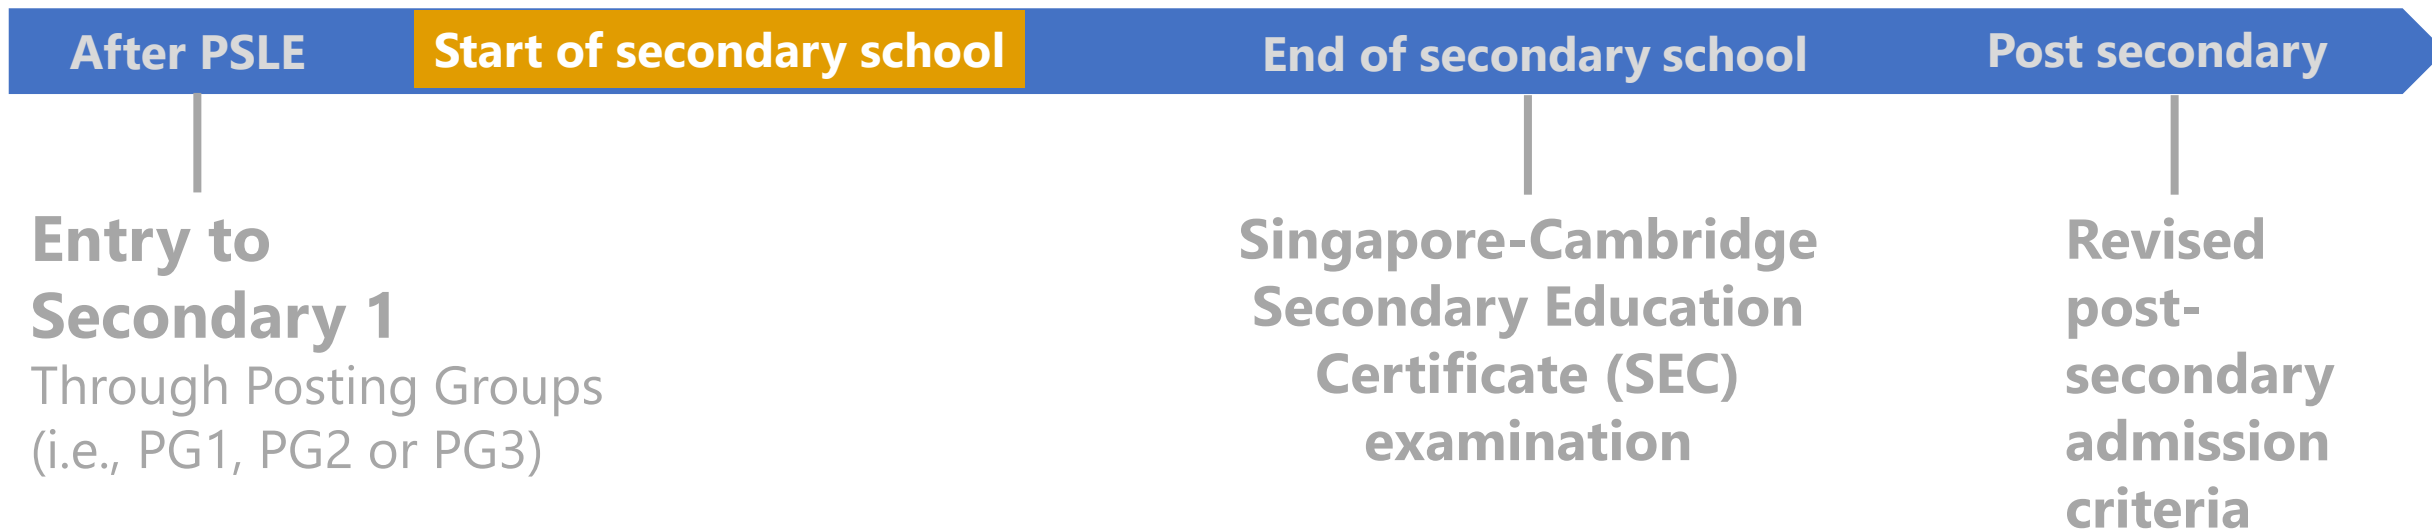 After PSLE
Start of secondary school
End of secondary school
Post secondary
Entry to
Secondary 1
Through Posting Groups
(i.e., PG1, PG2 or PG3)
Singapore-Cambridge
Secondary Education
Certificate (SEC)
examination
Revised
post-
secondary
admission
criteria